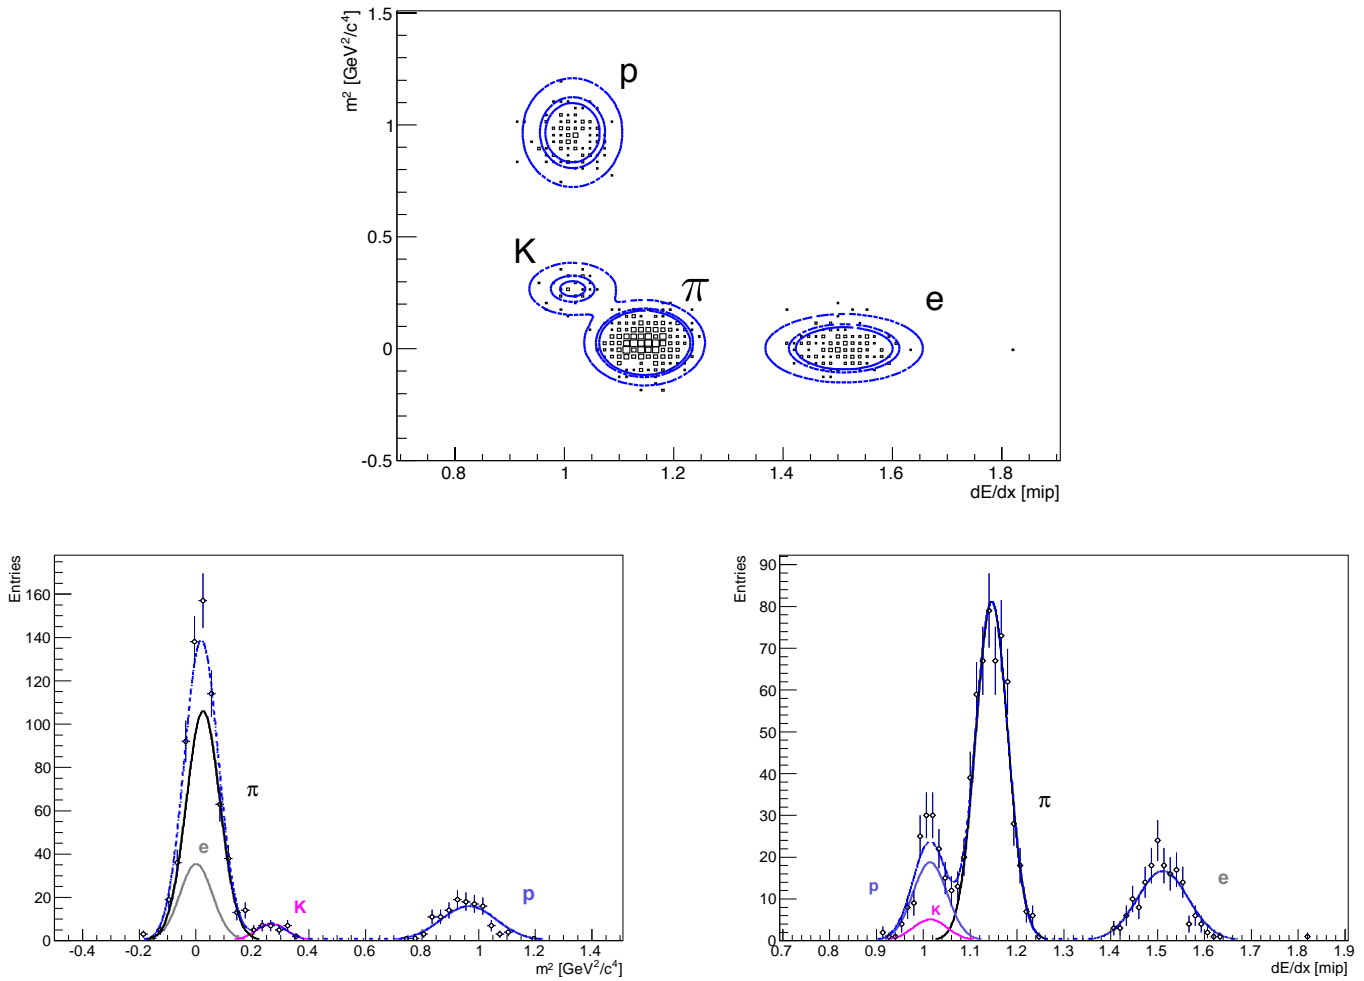 m² [GeV²/c⁴]
1.5
p
1
0.5
K
π
e
0
-0.5
0.8 1 1.2 1.4 1.6 1.8
dE/dx [mip]
Entries
160
140
120
100
80
60
40
20
0
π
e
K
p
-0.4 -0.2 0 0.2 0.4 0.6 0.8 1 1.2 1.4
m² [GeV²/c⁴]
Entries
90
80
70
60
50
40
30
20
10
0
π
p
K
e
0.7 0.8 0.9 1 1.1 1.2 1.3 1.4 1.5 1.6 1.7 1.8 1.9
dE/dx [mip]